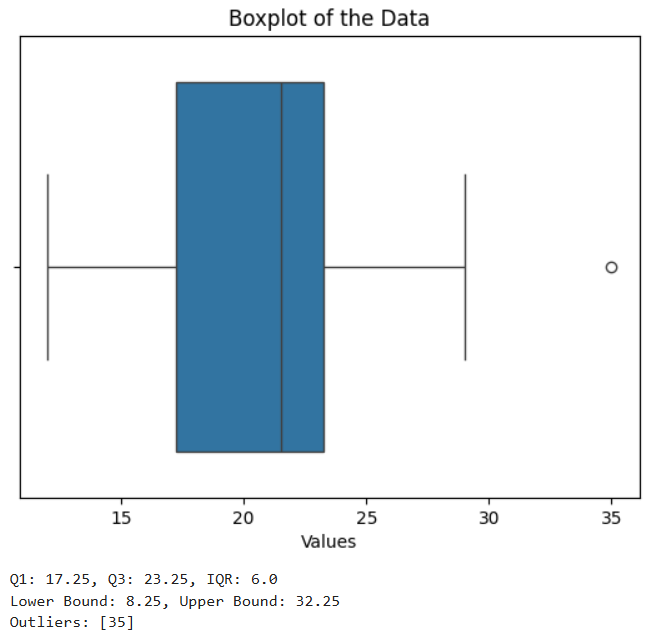 Boxplot of the Data
15 20 25 30 35
Values
Q1: 17.25, Q3: 23.25, IQR: 6.0
Lower Bound: 8.25, Upper Bound: 32.25
Outliers: [35]